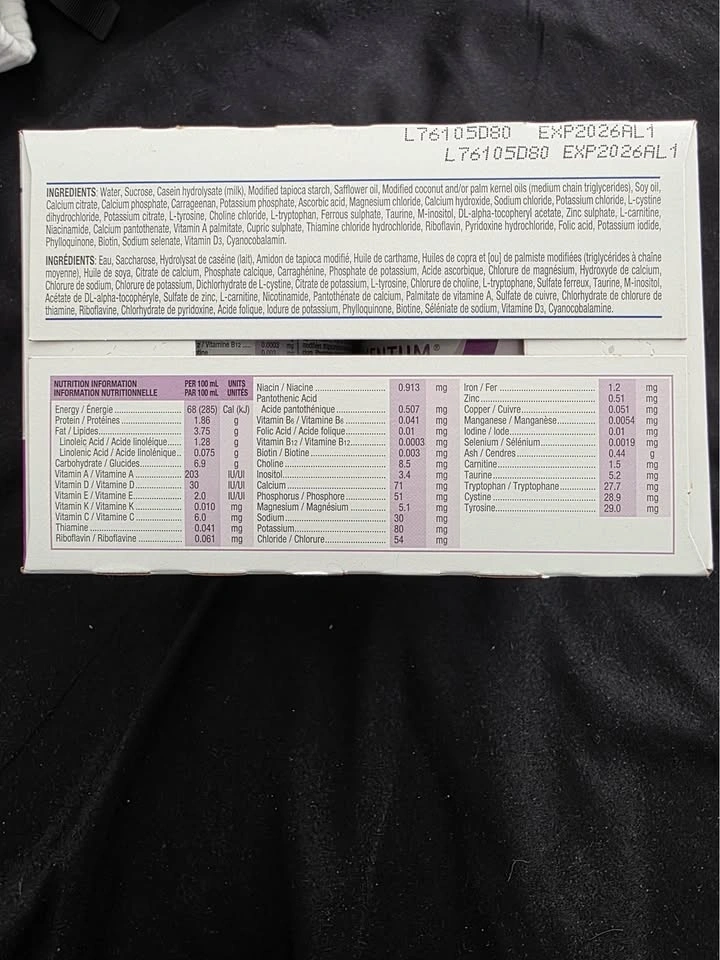 L76105D80 EXP2026AL1
L76105D80 EXP2026AL1
INGREDIENTS: Water, Sucrose, Casein hydrolysate (milk), Modified tapioca starch, Safflower oil, Modified coconut and/or palm kernel oils (medium chain triglycerides), Soy oil,
Calcium citrate, Calcium phosphate, Carrageenan, Potassium phosphate, Ascorbic acid, Magnesium chloride, Calcium hydroxide, Sodium chloride, Potassium chloride, L-cystine
dihydrochloride, Potassium citrate, L-tyrosine, Choline chloride, L-tryptophan, Ferrous sulphate, Taurine, M-inositol, DL-alpha-tocopheryl acetate, Zinc sulphate, L-carnitine,
Niacinamide, Calcium pantothenate, Vitamin A palmitate, Cupric sulphate, Thiamine chloride hydrochloride, Riboflavin, Pyridoxine hydrochloride, Folic acid, Potassium iodide,
Phylloquinone, Biotin, Sodium selenate, Vitamin D3, Cyanocobalamin.
INGRÉDIENTS: Eau, Saccharose, Hydrolysat de caséine (lait), Amidon de tapioca modifié, Huile de carthame, Huiles de copra et [ou] de palmiste modifiées (triglycérides à chaîne
moyenne), Huile de soya, Citrate de calcium, Phosphate calcique, Carraghénine, Phosphate de potassium, Acide ascorbique, Chlorure de magnésium, Hydroxyde de calcium,
Chlorure de sodium, Chlorure de potassium, Dichlorhydrate de L-cystine, Citrate de potassium, L-tyrosine, Chlorure de choline, L-tryptophane, Sulfate ferreux, Taurine, M-inositol,
Acétate de DL-alpha-tocophéryle, Sulfate de zinc, L-carnitine, Nicotinamide, Pantothénate de calcium, Palmitate de vitamine A, Sulfate de cuivre, Chlorhydrate de chlorure de
thiamine, Riboflavine, Chlorhydrate de pyridoxine, Acide folique, Iodure de potassium, Phylloquinone, Biotine, Séléniate de sodium, Vitamine D3, Cyanocobalamine.
/ Vitamine B12 ...... 0.0003 mg
NUTRITION INFORMATION PER 100 mL UNITS
INFORMATION NUTRITIONNELLE PAR 100 mL UNITÉS
Energy / Énergie 68 (285) Cal (kJ)
Protein / Protéines 1.86 g
Fat / Lipides 3.75 g
Linoleic Acid / Acide linoléique 1.28 g
Linolenic Acid / Acide linolénique 0.075 g
Carbohydrate / Glucides 6.9 g
Vitamin A / Vitamine A 203 IU/UI
Vitamin D / Vitamine D 30 IU/UI
Vitamin E / Vitamine E 2.0 IU/UI
Vitamin K / Vitamine K 0.010 mg
Vitamin C / Vitamine C 6.0 mg
Thiamine 0.041 mg
Riboflavin / Riboflavine 0.061 mg
Niacin / Niacine 0.913 mg
Pantothenic Acid
Acide pantothénique 0.507 mg
Vitamin B6 / Vitamine B6 0.041 mg
Folic Acid / Acide folique 0.01 mg
Vitamin B12 / Vitamine B12 0.0003 mg
Biotin / Biotine 0.003 mg
Choline 8.5 mg
Inositol 3.4 mg
Calcium 71 mg
Phosphorus / Phosphore 51 mg
Magnesium / Magnésium 5.1 mg
Sodium 30 mg
Potassium 80 mg
Chloride / Chlorure 54 mg
Iron / Fer 1.2 mg
Zinc 0.51 mg
Copper / Cuivre 0.051 mg
Manganese / Manganèse 0.0054 mg
Iodine / Iode 0.01 mg
Selenium / Sélénium 0.0019 mg
Ash / Cendres 0.44 g
Carnitine 1.5 mg
Taurine 5.2 mg
Tryptophan / Tryptophane 27.7 mg
Cystine 28.9 mg
Tyrosine 29.0 mg